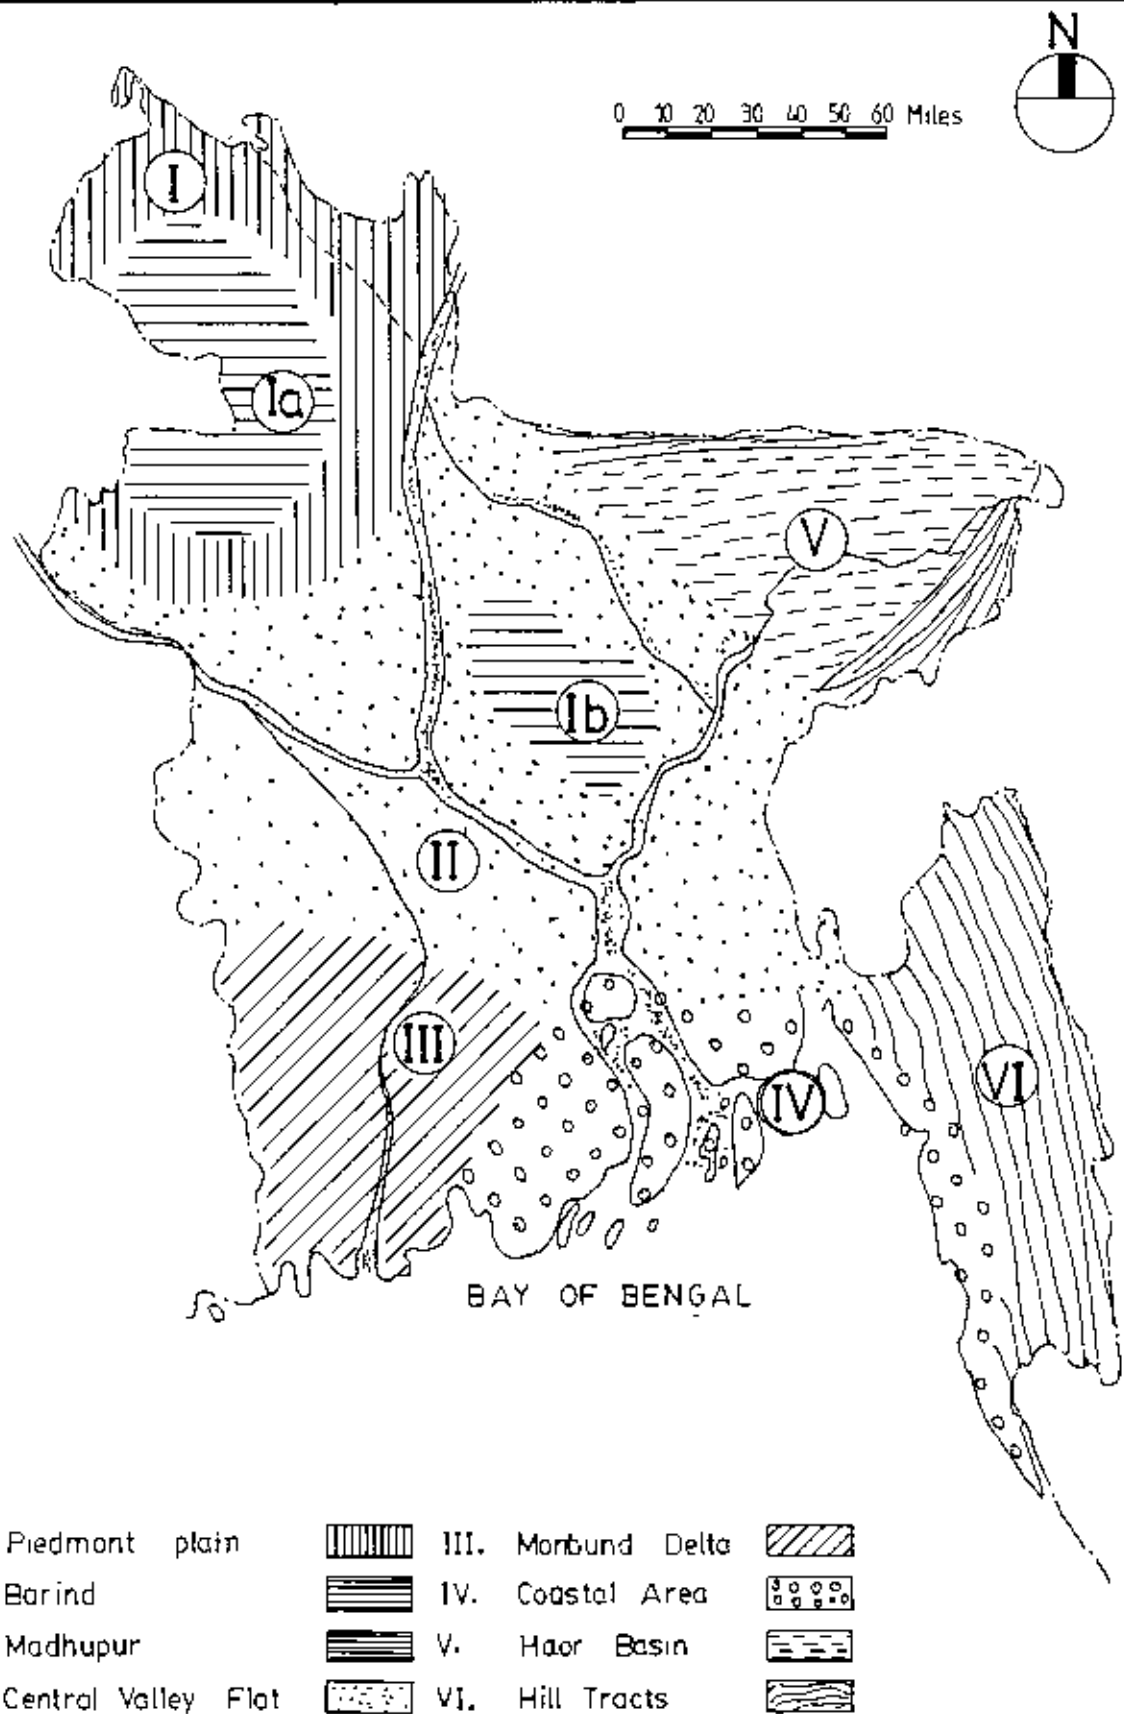 N
0 10 20 30 40 50 60 Miles
I
Ia
V
Ib
II
III
IV
VI
BAY OF BENGAL
Piedmont plain III. Moribund Delta
Barind IV. Coastal Area
Madhupur V. Haor Basin
Central Valley Flat VI. Hill Tracts